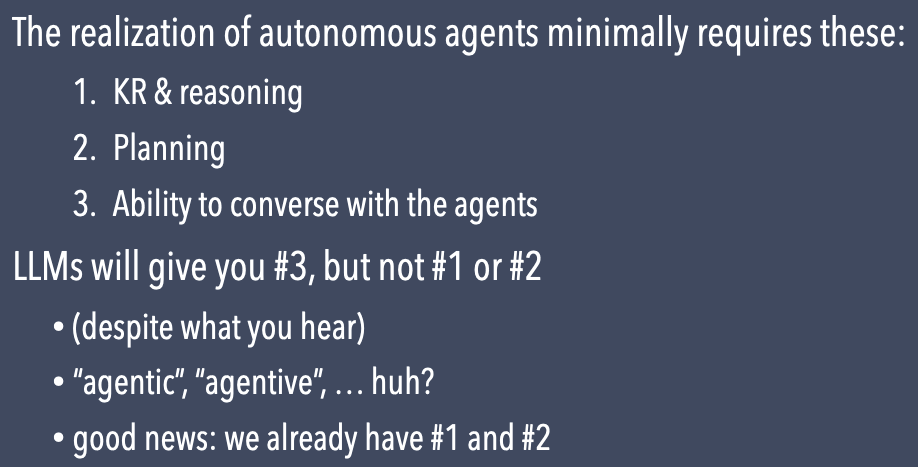 The realization of autonomous agents minimally requires these:
1. KR & reasoning
2. Planning
3. Ability to converse with the agents
LLMs will give you #3, but not #1 or #2
• (despite what you hear)
• “agentic”, “agentive”, … huh?
• good news: we already have #1 and #2